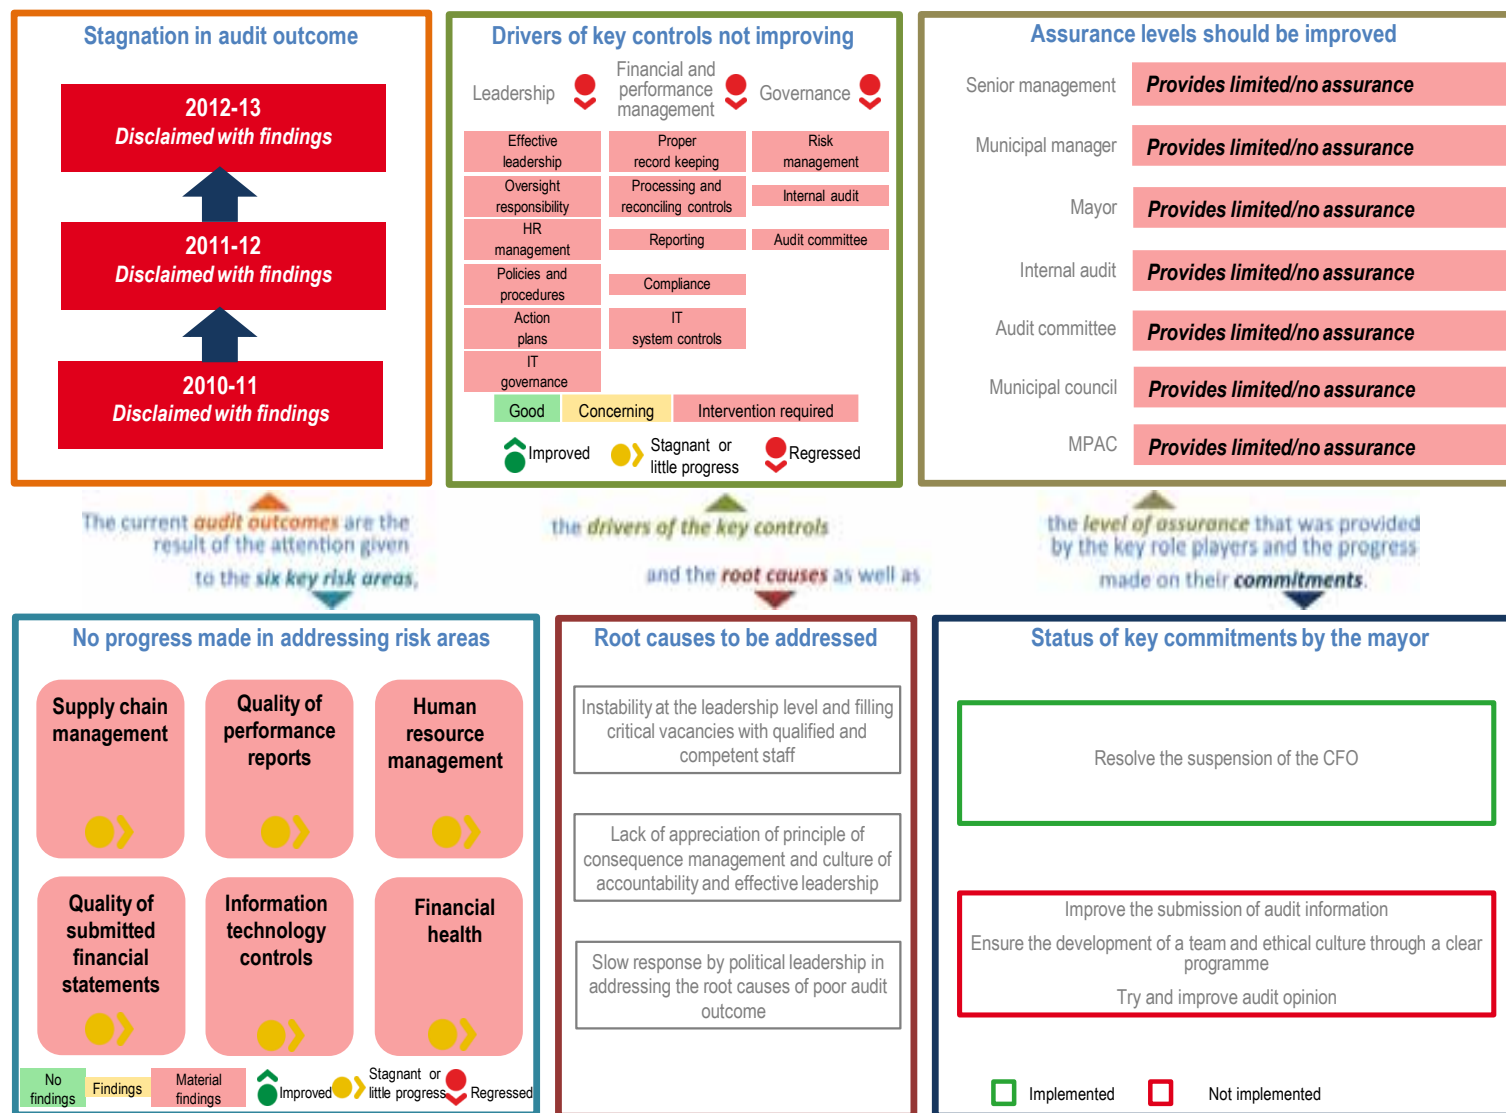 Stagnation in audit outcome
2012-13
Disclaimed with findings
2011-12
Disclaimed with findings
2010-11
Disclaimed with findings
Drivers of key controls not improving
Leadership
Financial and
performance
management
Governance
Effective
leadership
Proper
record keeping
Risk
management
Oversight
responsibility
Processing and
reconciling controls
Internal audit
HR
management
Reporting
Audit committee
Policies and
procedures
Compliance
Action
plans
IT
system controls
IT
governance
Good
Concerning
Intervention required
Improved
Stagnant or
little progress
Regressed
Assurance levels should be improved
Senior management
Provides limited/no assurance
Municipal manager
Provides limited/no assurance
Mayor
Provides limited/no assurance
Internal audit
Provides limited/no assurance
Audit committee
Provides limited/no assurance
Municipal council
Provides limited/no assurance
MPAC
Provides limited/no assurance
The current audit outcomes are the
result of the attention given
to the six key risk areas,
the drivers of the key controls
and the root causes as well as
the level of assurance that was provided
by the key role players and the progress
made on their commitments.
No progress made in addressing risk areas
Supply chain
management
Quality of
performance
reports
Human
resource
management
Quality of
submitted
financial
statements
Information
technology
controls
Financial
health
No
findings
Findings
Material
findings
Improved
Stagnant or
little progress
Regressed
Root causes to be addressed
Instability at the leadership level and filling
critical vacancies with qualified and
competent staff
Lack of appreciation of principle of
consequence management and culture of
accountability and effective leadership
Slow response by political leadership in
addressing the root causes of poor audit
outcome
Status of key commitments by the mayor
Resolve the suspension of the CFO
Improve the submission of audit information
Ensure the development of a team and ethical culture through a clear
programme
Try and improve audit opinion
Implemented
Not implemented